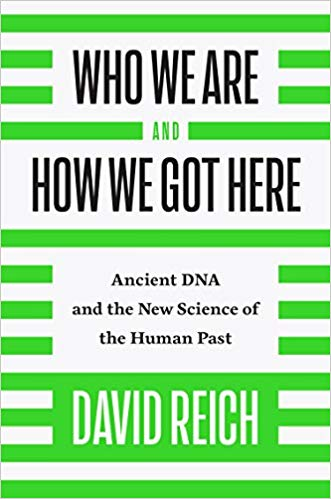 WHO WE ARE
AND
HOW WE GOT HERE
Ancient DNA
and the New Science of
the Human Past
DAVID REICH